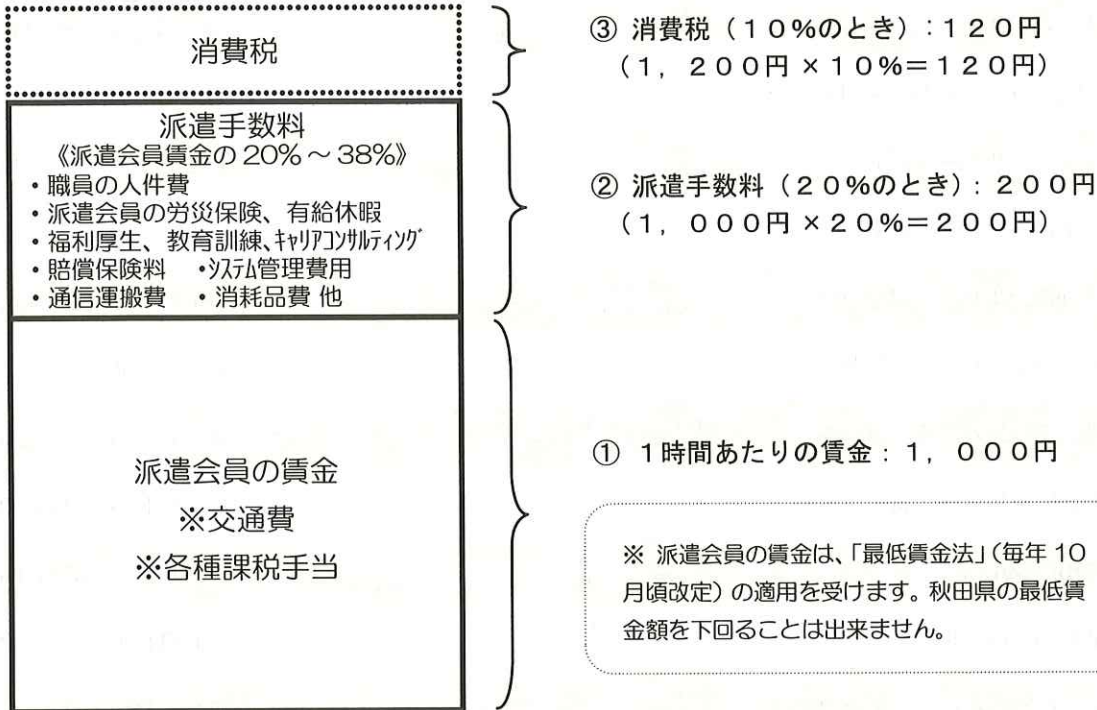 消費税
③ 消費税（１０％のとき）：１２０円
（１，２００円 × １０％＝１２０円）
派遣手数料
《派遣会員賃金の 20% ～ 38%》
・職員の人件費
・派遣会員の労災保険、有給休暇
・福利厚生、教育訓練、ｷｬﾘｱｺﾝｻﾙﾃｨﾝｸﾞ
・賠償保険料　・ｼｽﾃﾑ管理費用
・通信運搬費　・消耗品費 他
② 派遣手数料（２０％のとき）：２００円
（１，０００円 × ２０％＝２００円）
派遣会員の賃金
※交通費
※各種課税手当
① １時間あたりの賃金：１，０００円
※ 派遣会員の賃金は、「最低賃金法」（毎年 10
月頃改定）の適用を受けます。秋田県の最低賃
金額を下回ることは出来ません。